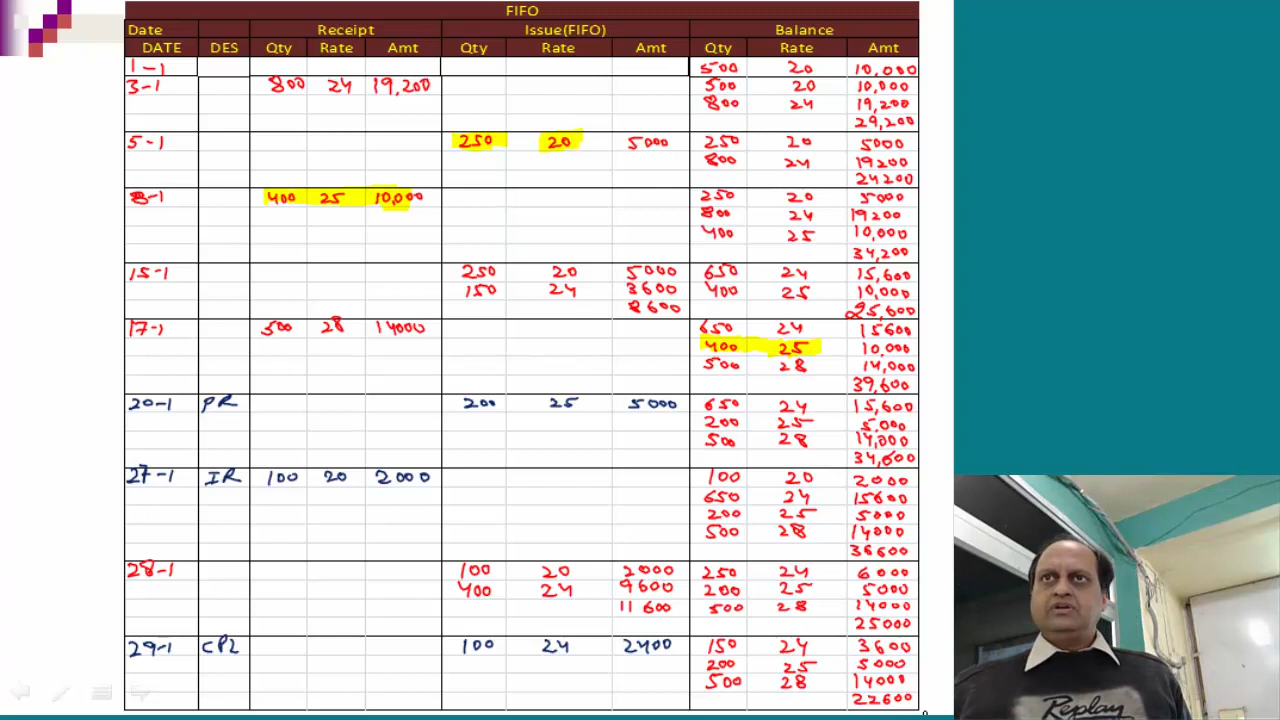 FIFO
Date Receipt Issue(FIFO) Balance
DATE DES Qty Rate Amt Qty Rate Amt Qty Rate Amt
1-1 500 20 10,000
3-1 800 24 19,200 500 20 10,000
800 24 19,200
29,200
5-1 250 20 5000 250 20 5000
800 24 19200
24200
8-1 400 25 10,000 250 20 5000
800 24 19200
400 25 10,000
34,200
15-1 250 20 5000 650 24 15,600
150 24 3600 400 25 10,000
8600 25,600
17-1 500 28 14000 650 24 15600
400 25 10,000
500 28 14,000
39,600
20-1 PR 200 25 5000 650 24 15,600
200 25 5,000
500 28 14,000
34,600
27-1 IR 100 20 2000 100 20 2000
650 24 15600
200 25 5000
500 28 14000
36600
28-1 100 20 2000 250 24 6000
400 24 9600 200 25 5000
11600 500 28 14000
25000
29-1 CPL 100 24 2400 150 24 3600
200 25 5000
500 28 14000
22600
Replay